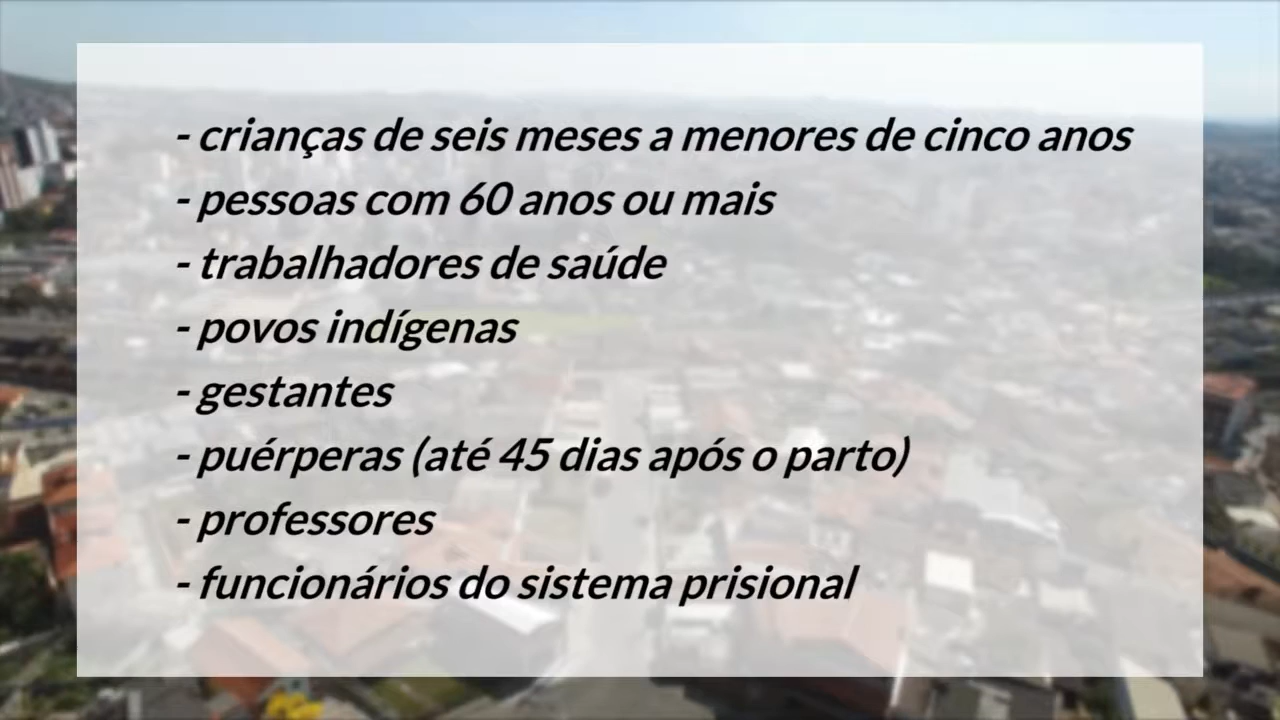 - crianças de seis meses a menores de cinco anos
- pessoas com 60 anos ou mais
- trabalhadores de saúde
- povos indígenas
- gestantes
- puérperas (até 45 dias após o parto)
- professores
- funcionários do sistema prisional